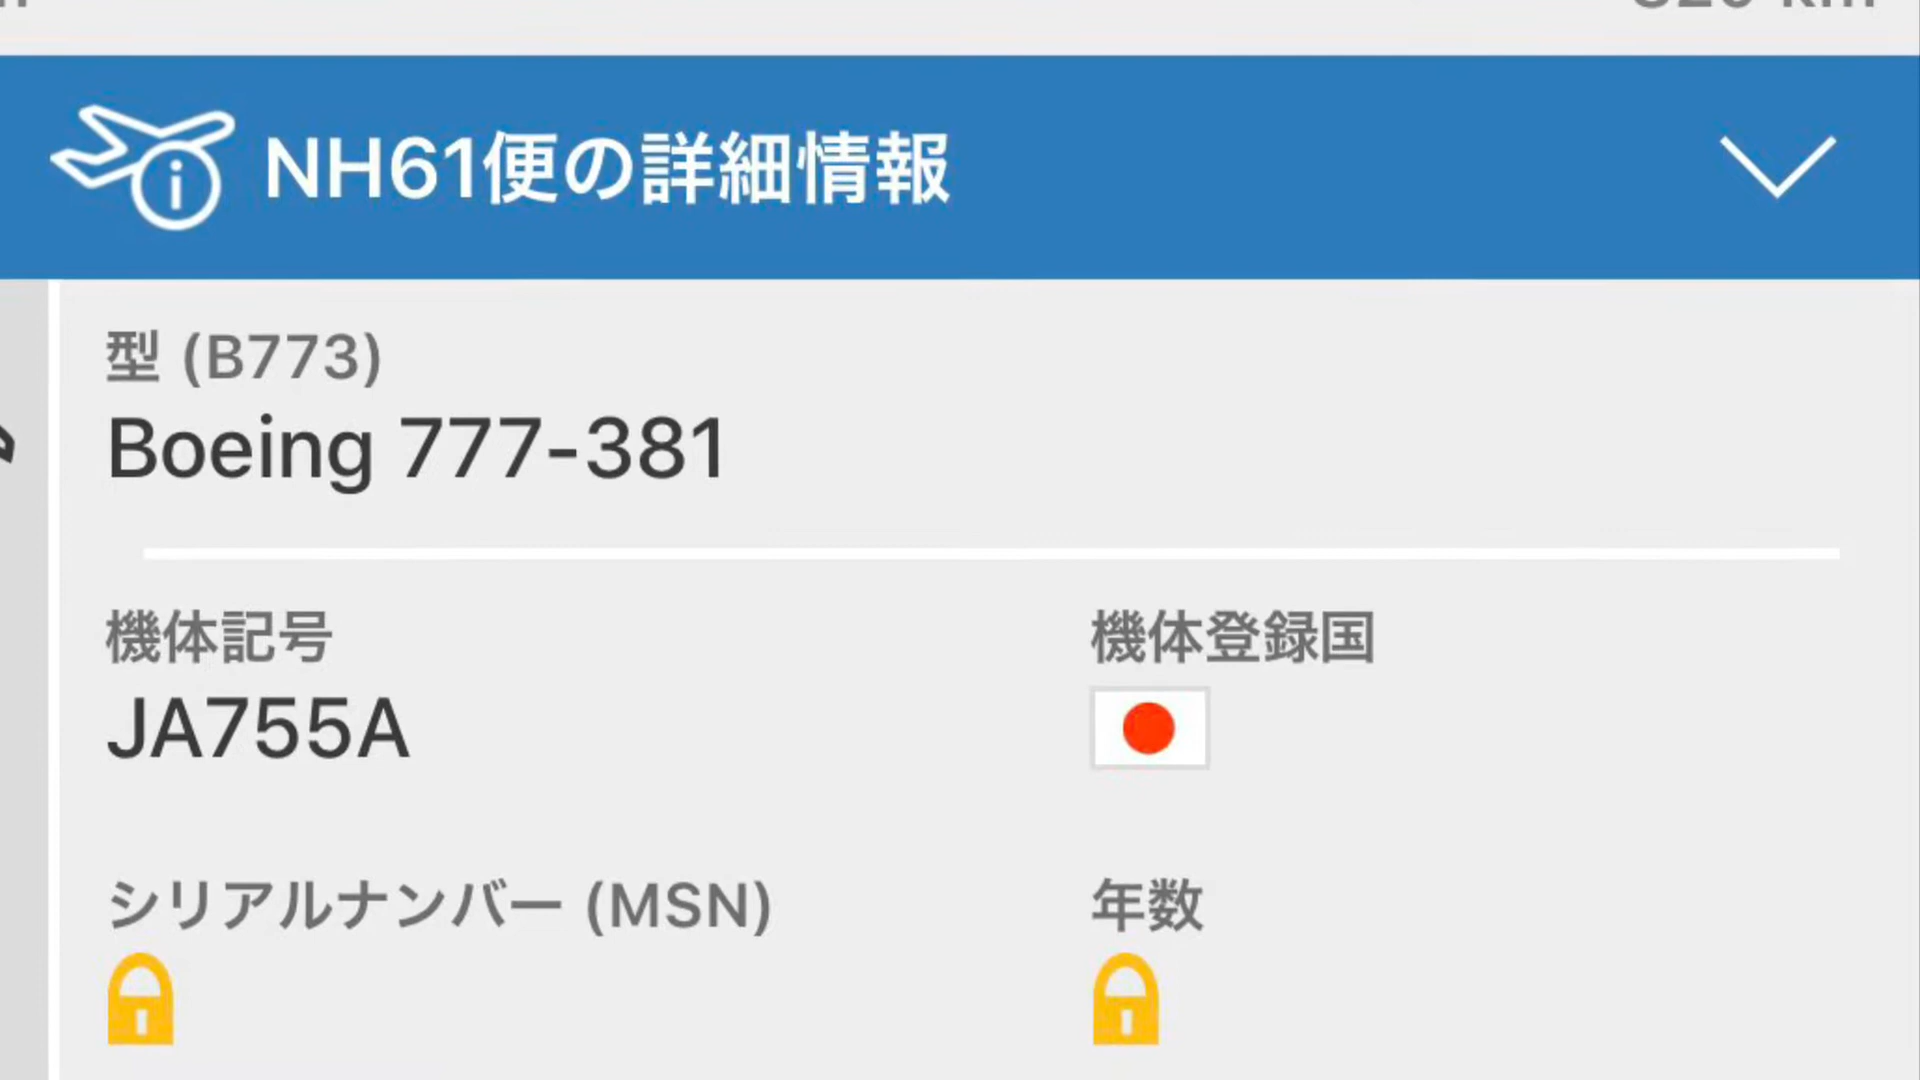 NH61便の詳細情報
型 (B773)
Boeing 777-381
機体記号
機体登録国
JA755A
シリアルナンバー (MSN)
年数